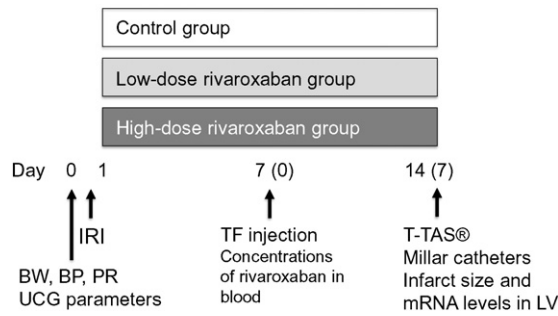 Control group
Low-dose rivaroxaban group
High-dose rivaroxaban group
Day 0 1 7 (0) 14 (7)
IRI
BW, BP, PR
UCG parameters
TF injection
Concentrations
of rivaroxaban in
blood
T-TAS®
Millar catheters
Infarct size and
mRNA levels in LV